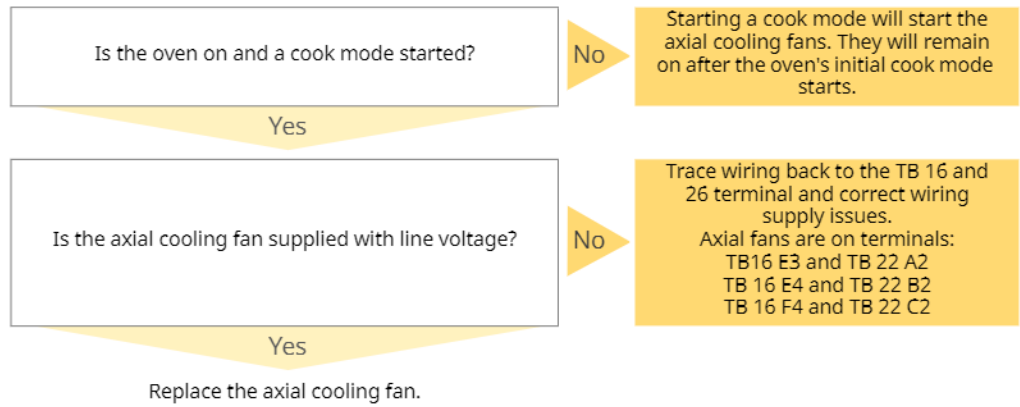 Is the oven on and a cook mode started?
No
Starting a cook mode will start the
axial cooling fans. They will remain
on after the oven's initial cook mode
starts.
Yes
Is the axial cooling fan supplied with line voltage?
No
Trace wiring back to the TB 16 and
26 terminal and correct wiring
supply issues.
Axial fans are on terminals:
TB16 E3 and TB 22 A2
TB 16 E4 and TB 22 B2
TB 16 F4 and TB 22 C2
Yes
Replace the axial cooling fan.